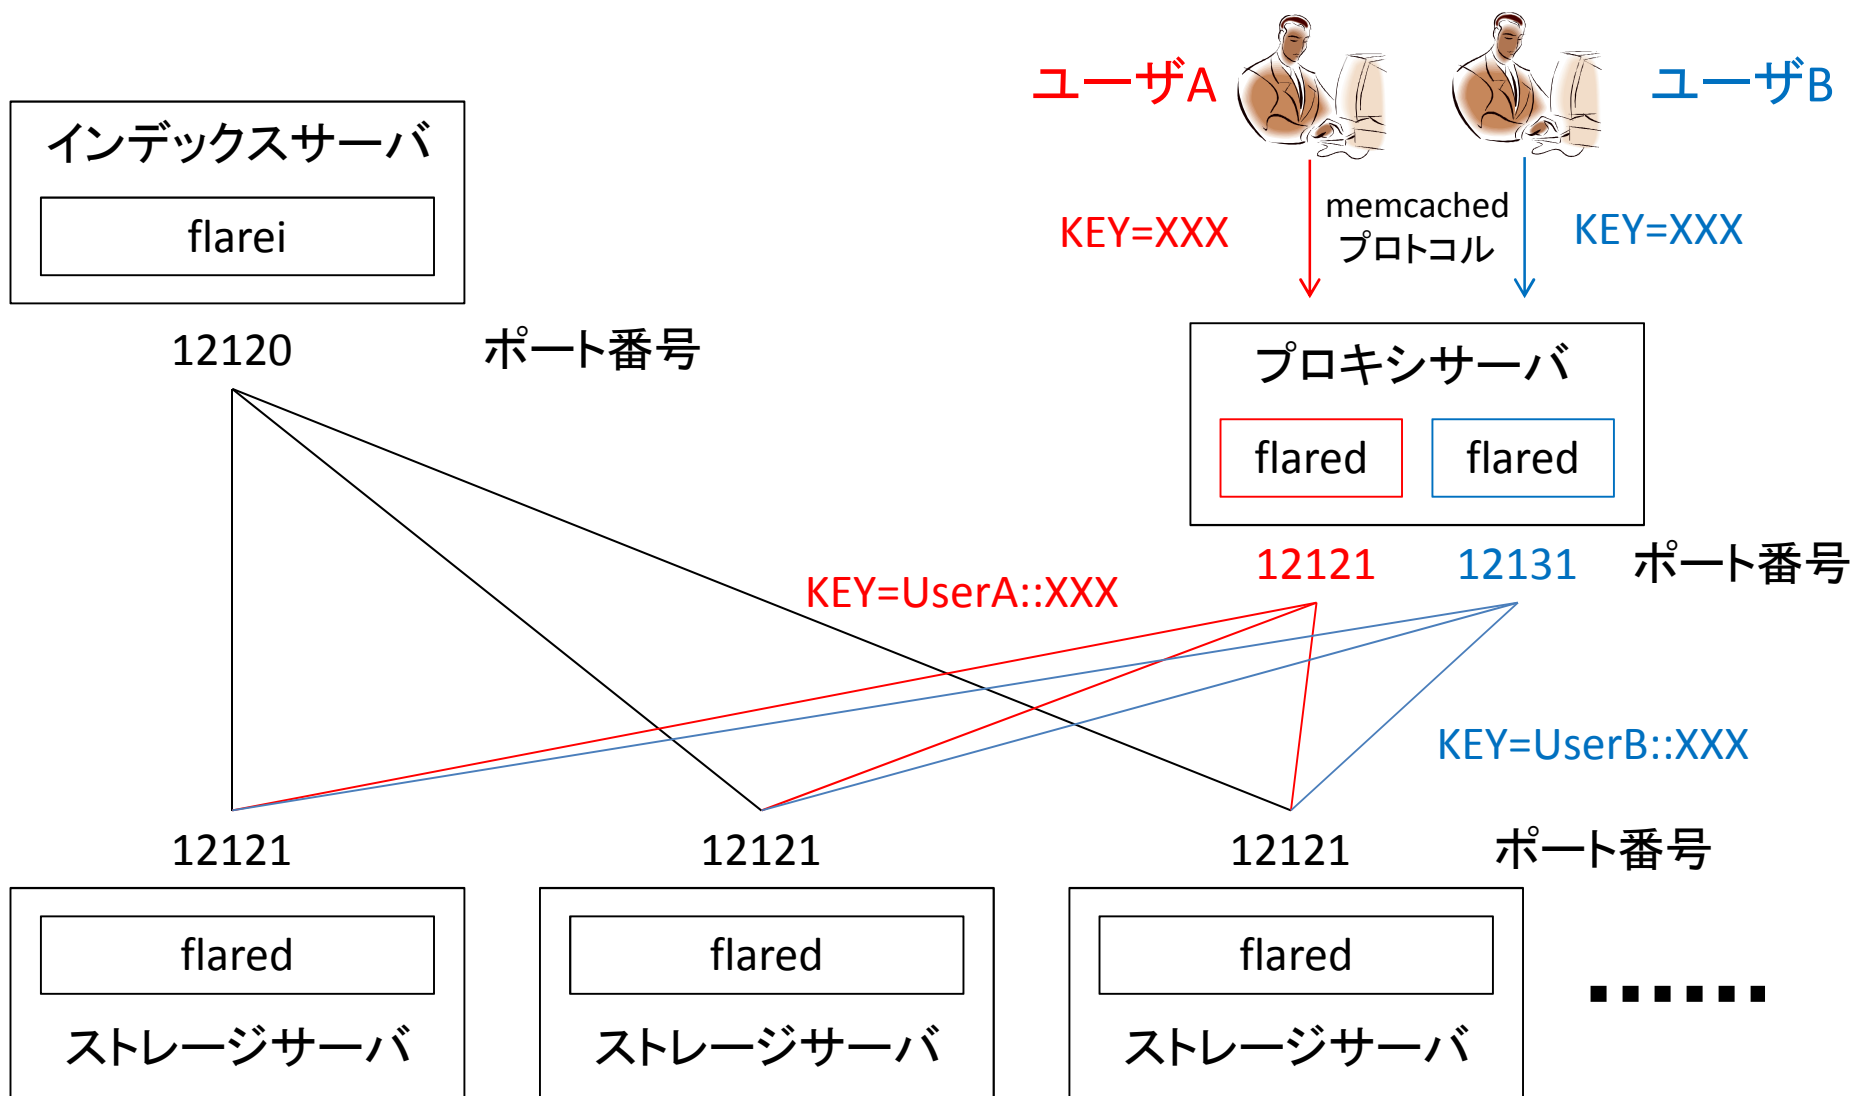 ユーザA
ユーザB
インデックスサーバ
flarei
KEY=XXX
memcached
プロトコル
KEY=XXX
12120
ポート番号
プロキシサーバ
flared
flared
12121
12131
ポート番号
KEY=UserA::XXX
KEY=UserB::XXX
12121
12121
12121
ポート番号
flared
flared
flared
ストレージサーバ
ストレージサーバ
ストレージサーバ
……